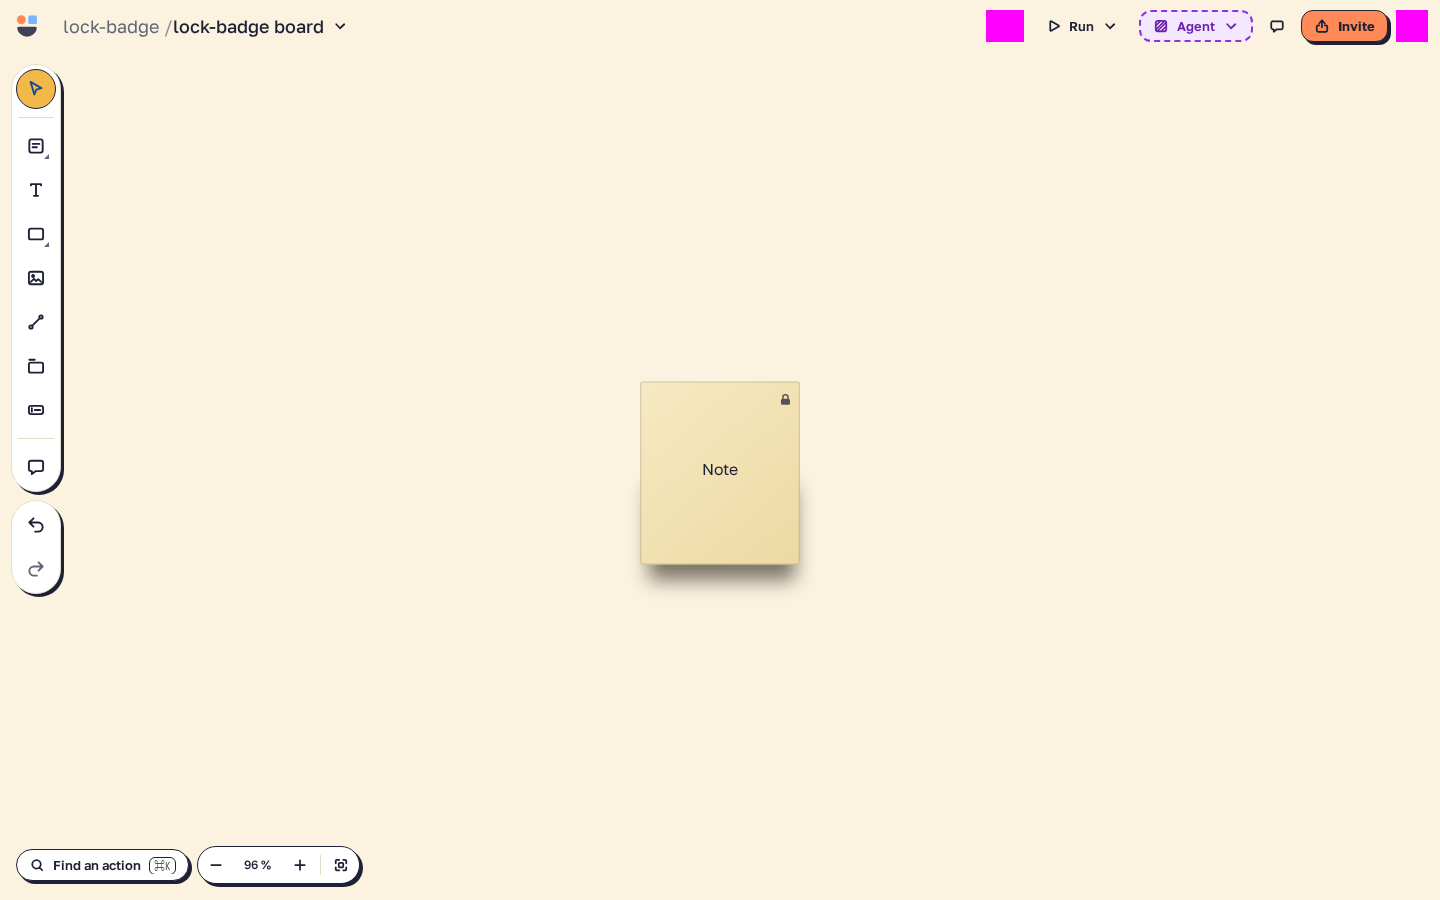 lock-badge / lock-badge board
Run
Agent
Invite
Note
Find an action ⌘K
96 %